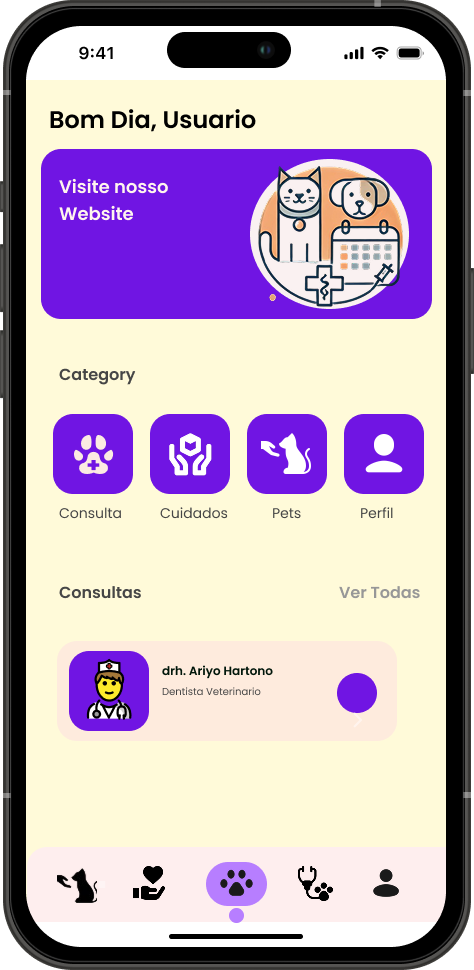 9:41
Bom Dia, Usuario
Visite nosso
Website
Category
Consulta Cuidados Pets Perfil
Consultas Ver Todas
drh. Ariyo Hartono
Dentista Veterinario